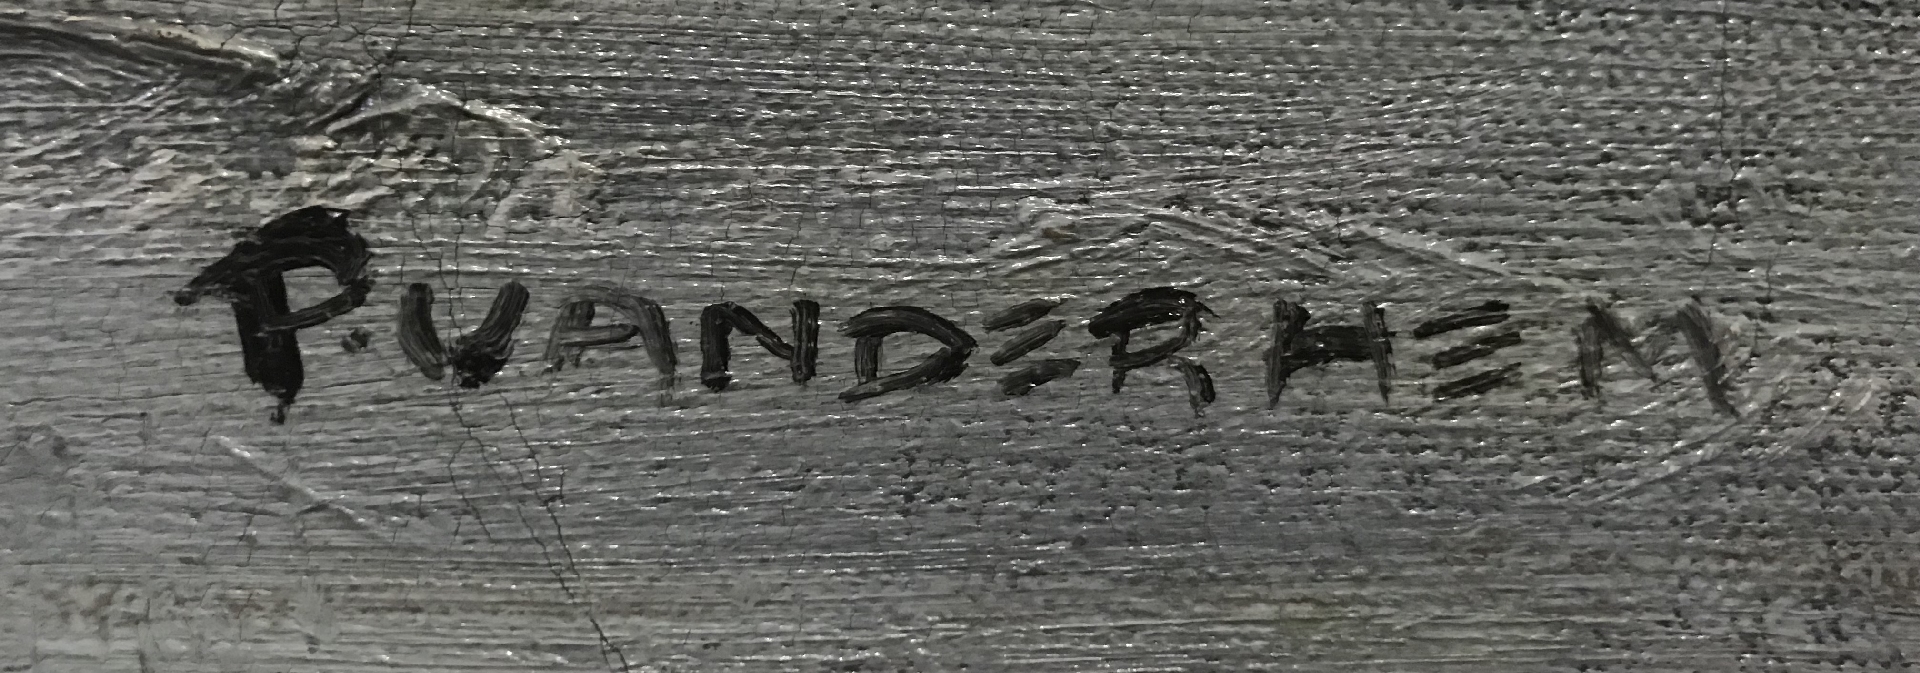 P. VANDERHEM